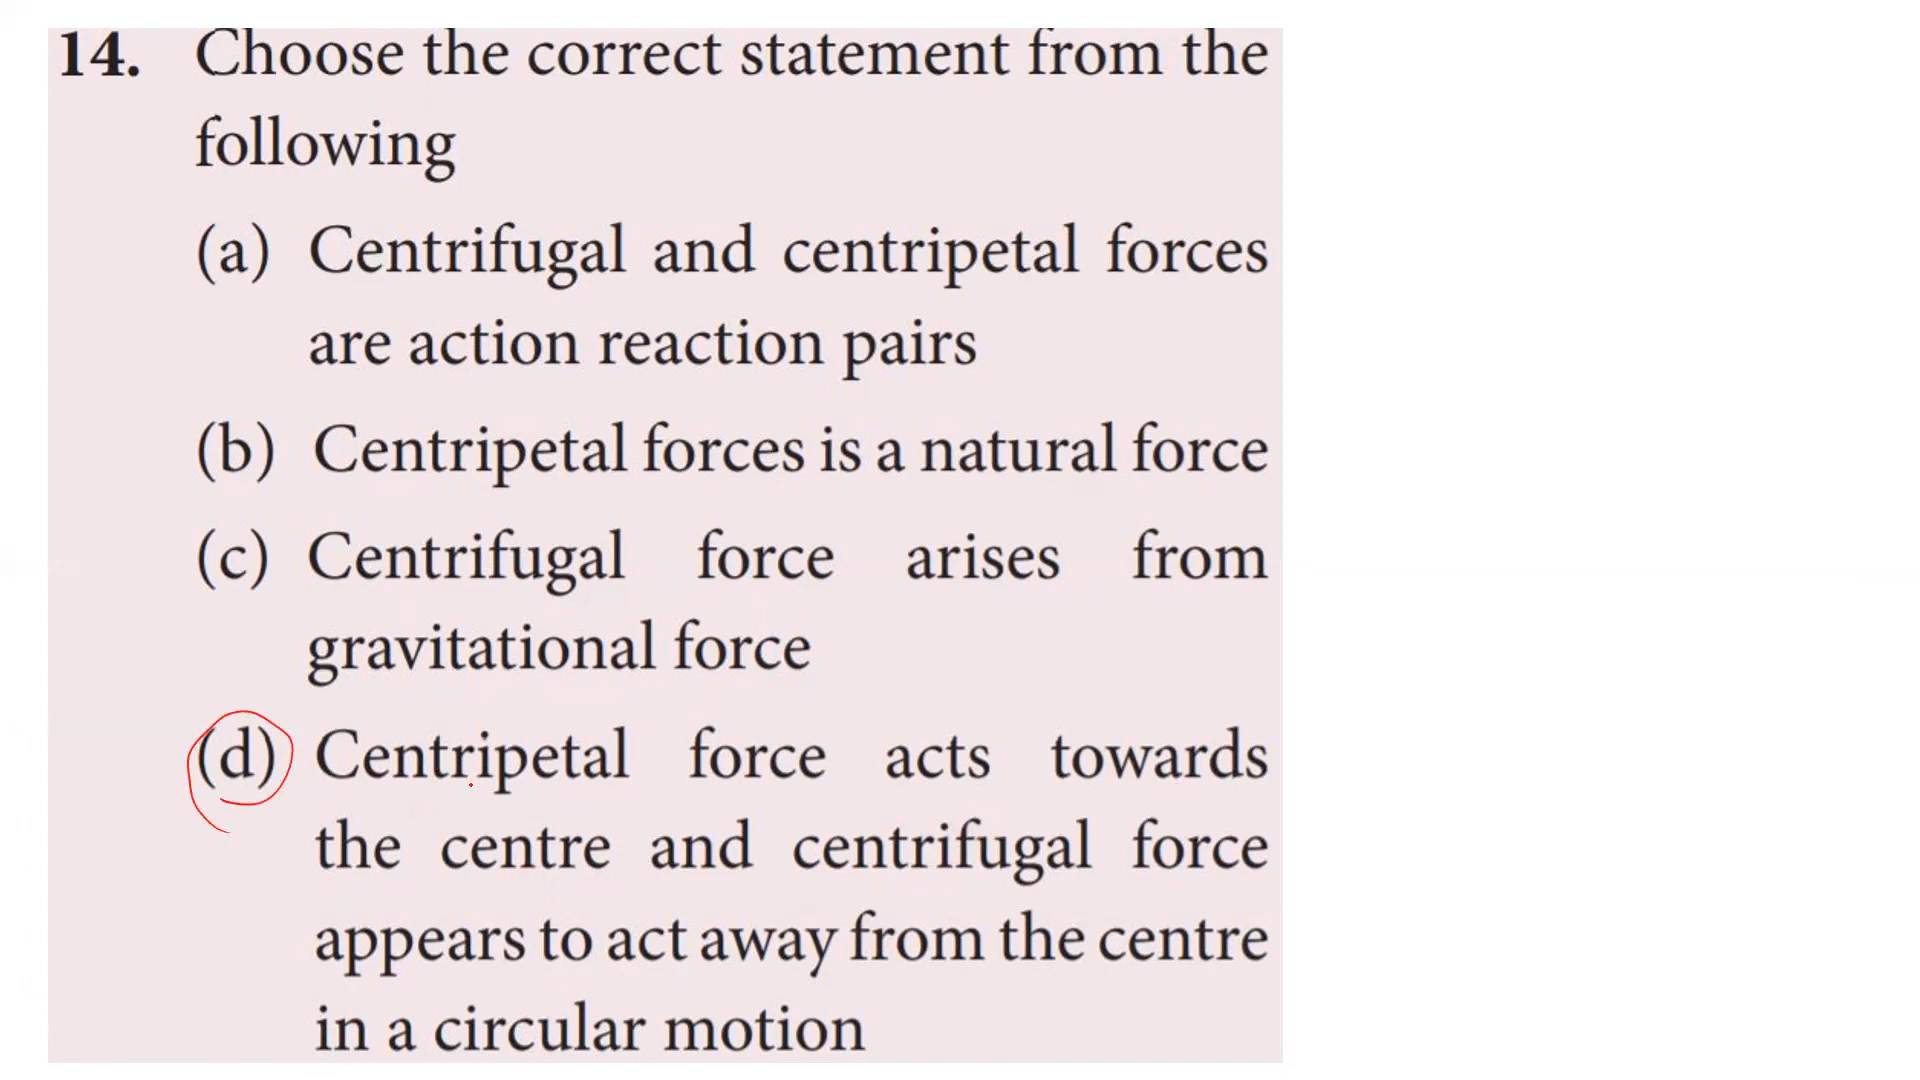 14. Choose the correct statement from the
following
(a) Centrifugal and centripetal forces
are action reaction pairs
(b) Centripetal forces is a natural force
(c) Centrifugal force arises from
gravitational force
(d) Centripetal force acts towards
the centre and centrifugal force
appears to act away from the centre
in a circular motion